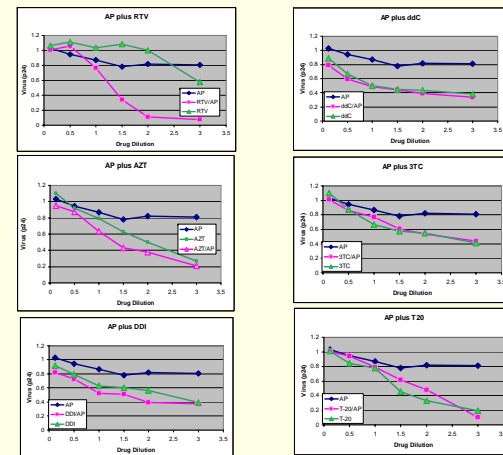 AP plus RTV
1.2
1
0.8
0.6
0.4
0.2
0
0 0.5 1 1.5 2 2.5 3 3.5
Virus (p24)
Drug Dilution
AP
RTV/AP
RTV
AP plus ddC
1.2
1
0.8
0.6
0.4
0.2
0
0 0.5 1 1.5 2 2.5 3 3.5
Virus (p24)
Drug Dilution
AP
ddC/AP
ddC
AP plus AZT
1.2
1
0.8
0.6
0.4
0.2
0
0 0.5 1 1.5 2 2.5 3 3.5
Virus (p24)
Drug Dilution
AP
AZT
AZT/AP
AP plus 3TC
1.2
1
0.8
0.6
0.4
0.2
0
0 0.5 1 1.5 2 2.5 3 3.5
Virus (p24)
Drug Dilution
AP
3TC/AP
3TC
AP plus DDI
1.2
1
0.8
0.6
0.4
0.2
0
0 0.5 1 1.5 2 2.5 3 3.5
Virus (p24)
Drug Dilution
AP
DDI/AP
DDI
AP plus T20
1.2
1
0.8
0.6
0.4
0.2
0
0 0.5 1 1.5 2 2.5 3 3.5
Virus (p24)
Drug Dilution
AP
T-20/AP
T-20